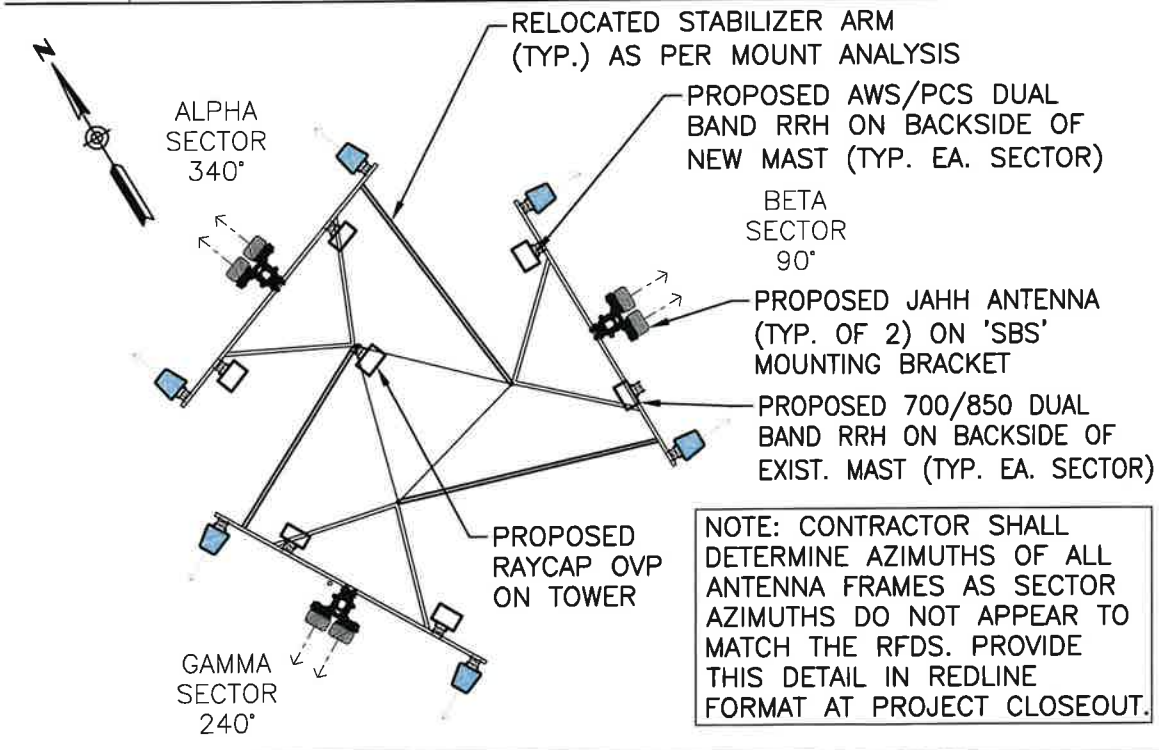 RELOCATED STABILIZER ARM
(TYP.) AS PER MOUNT ANALYSIS
N
ALPHA
SECTOR
340°
PROPOSED AWS/PCS DUAL
BAND RRH ON BACKSIDE OF
NEW MAST (TYP. EA. SECTOR)
BETA
SECTOR
90°
PROPOSED JAHH ANTENNA
(TYP. OF 2) ON 'SBS'
MOUNTING BRACKET
PROPOSED 700/850 DUAL
BAND RRH ON BACKSIDE OF
EXIST. MAST (TYP. EA. SECTOR)
PROPOSED
RAYCAP OVP
ON TOWER
GAMMA
SECTOR
240°
NOTE: CONTRACTOR SHALL
DETERMINE AZIMUTHS OF ALL
ANTENNA FRAMES AS SECTOR
AZIMUTHS DO NOT APPEAR TO
MATCH THE RFDS. PROVIDE
THIS DETAIL IN REDLINE
FORMAT AT PROJECT CLOSEOUT.